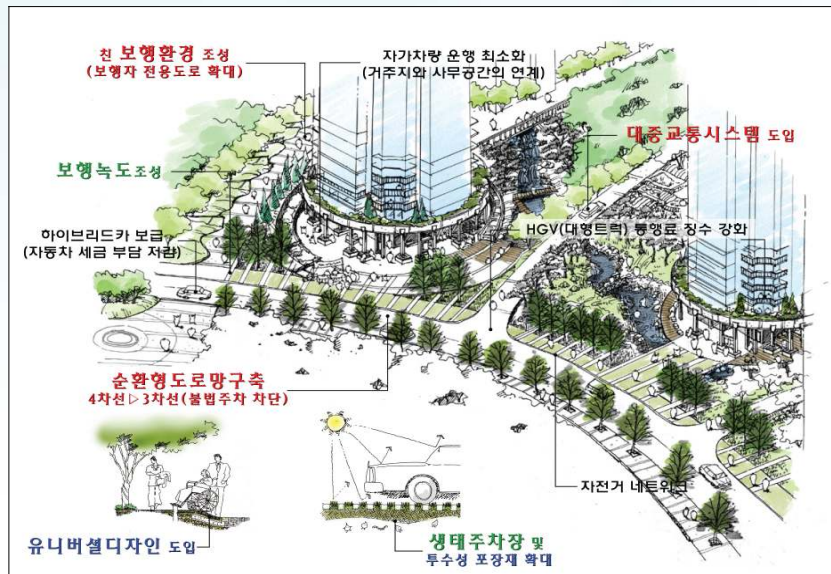 친 보행환경 조성
(보행자 전용도로 확대)
자가차량 운행 최소화
(거주지와 사무공간의 연계)
대중교통시스템 도입
보행녹도조성
하이브리드카 보급
(자동차 세금 부담 저감)
HGV(대형트럭) 통행료 징수 강화
순환형도로망구축
4차선▷3차선(불법주차 차단)
자전거 네트워크
유니버셜디자인 도입
생태주차장 및
투수성 포장재 확대